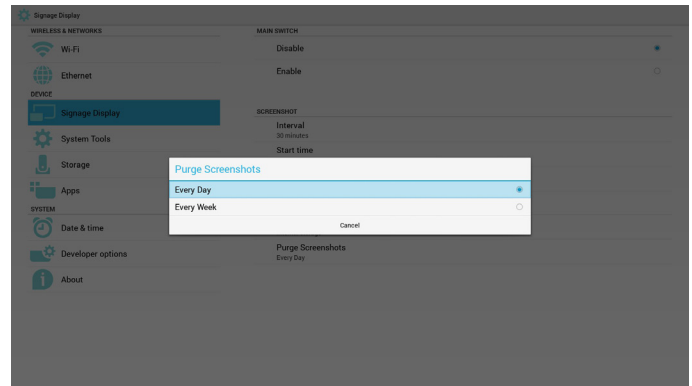 Signage Display
WIRELESS & NETWORKS
Wi-Fi
Ethernet
DEVICE
Signage Display
System Tools
Storage
Apps
SYSTEM
Date & time
Developer options
About
MAIN SWITCH
Disable
Enable
SCREENSHOT
Interval
30 minutes
Start time
Purge Screenshots
Every Day
Every Week
Cancel
Purge Screenshots
Every Day